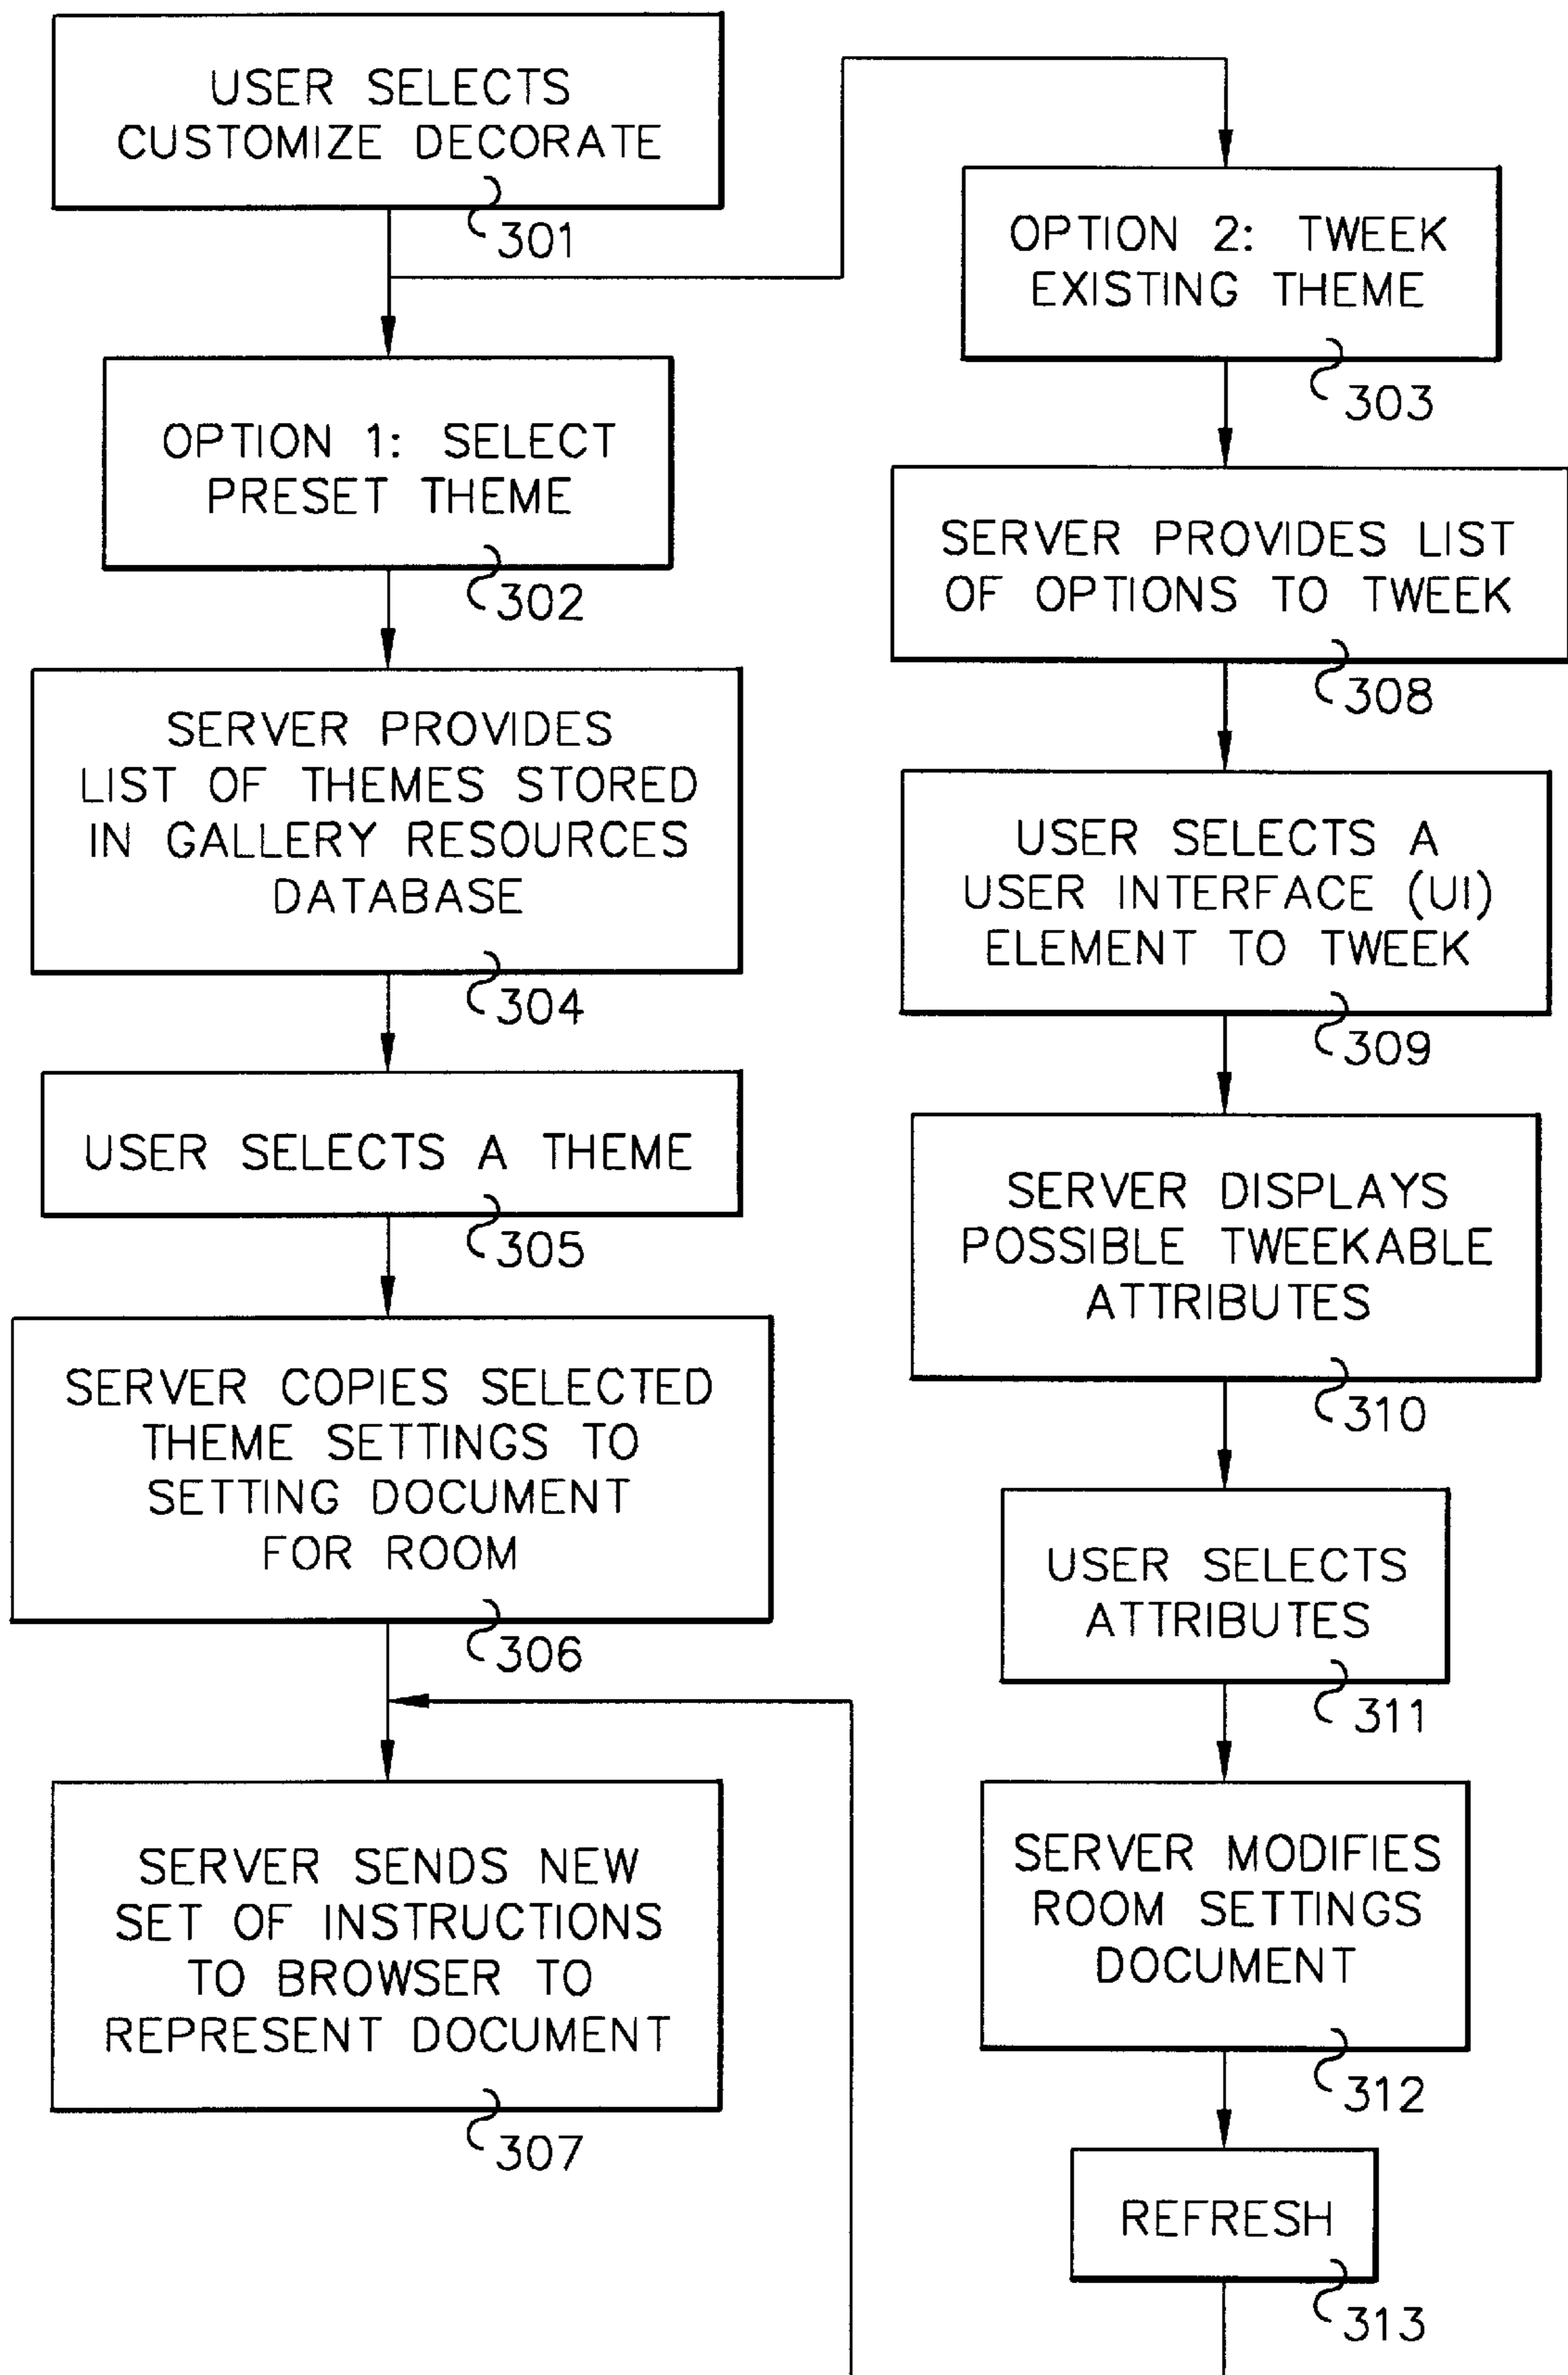 USER SELECTS
CUSTOMIZE DECORATE
301
OPTION 1: SELECT
PRESET THEME
302
SERVER PROVIDES
LIST OF THEMES STORED
IN GALLERY RESOURCES
DATABASE
304
USER SELECTS A THEME
305
SERVER COPIES SELECTED
THEME SETTINGS TO
SETTING DOCUMENT
FOR ROOM
306
SERVER SENDS NEW
SET OF INSTRUCTIONS
TO BROWSER TO
REPRESENT DOCUMENT
307
OPTION 2: TWEEK
EXISTING THEME
303
SERVER PROVIDES LIST
OF OPTIONS TO TWEEK
308
USER SELECTS A
USER INTERFACE (UI)
ELEMENT TO TWEEK
309
SERVER DISPLAYS
POSSIBLE TWEEKABLE
ATTRIBUTES
310
USER SELECTS
ATTRIBUTES
311
SERVER MODIFIES
ROOM SETTINGS
DOCUMENT
312
REFRESH
313